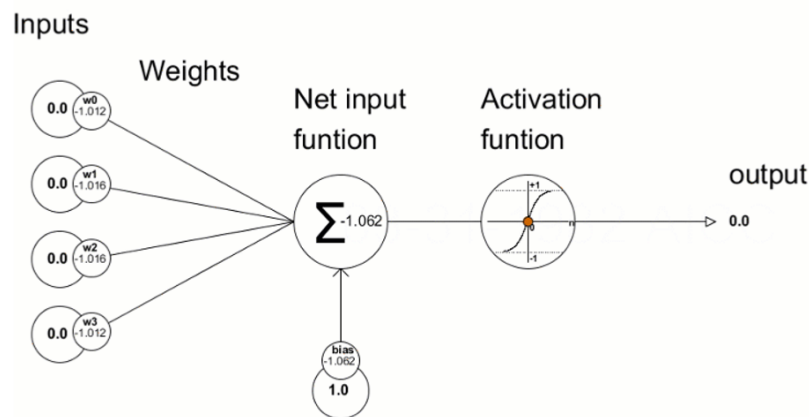 Inputs
Weights
Net input
funtion
Activation
funtion
output
0.0
w0
-1.012
0.0
w1
-1.016
0.0
w2
-1.016
0.0
w3
-1.012
∑ -1.062
+1
0
-1
0.0
bias
-1.062
1.0